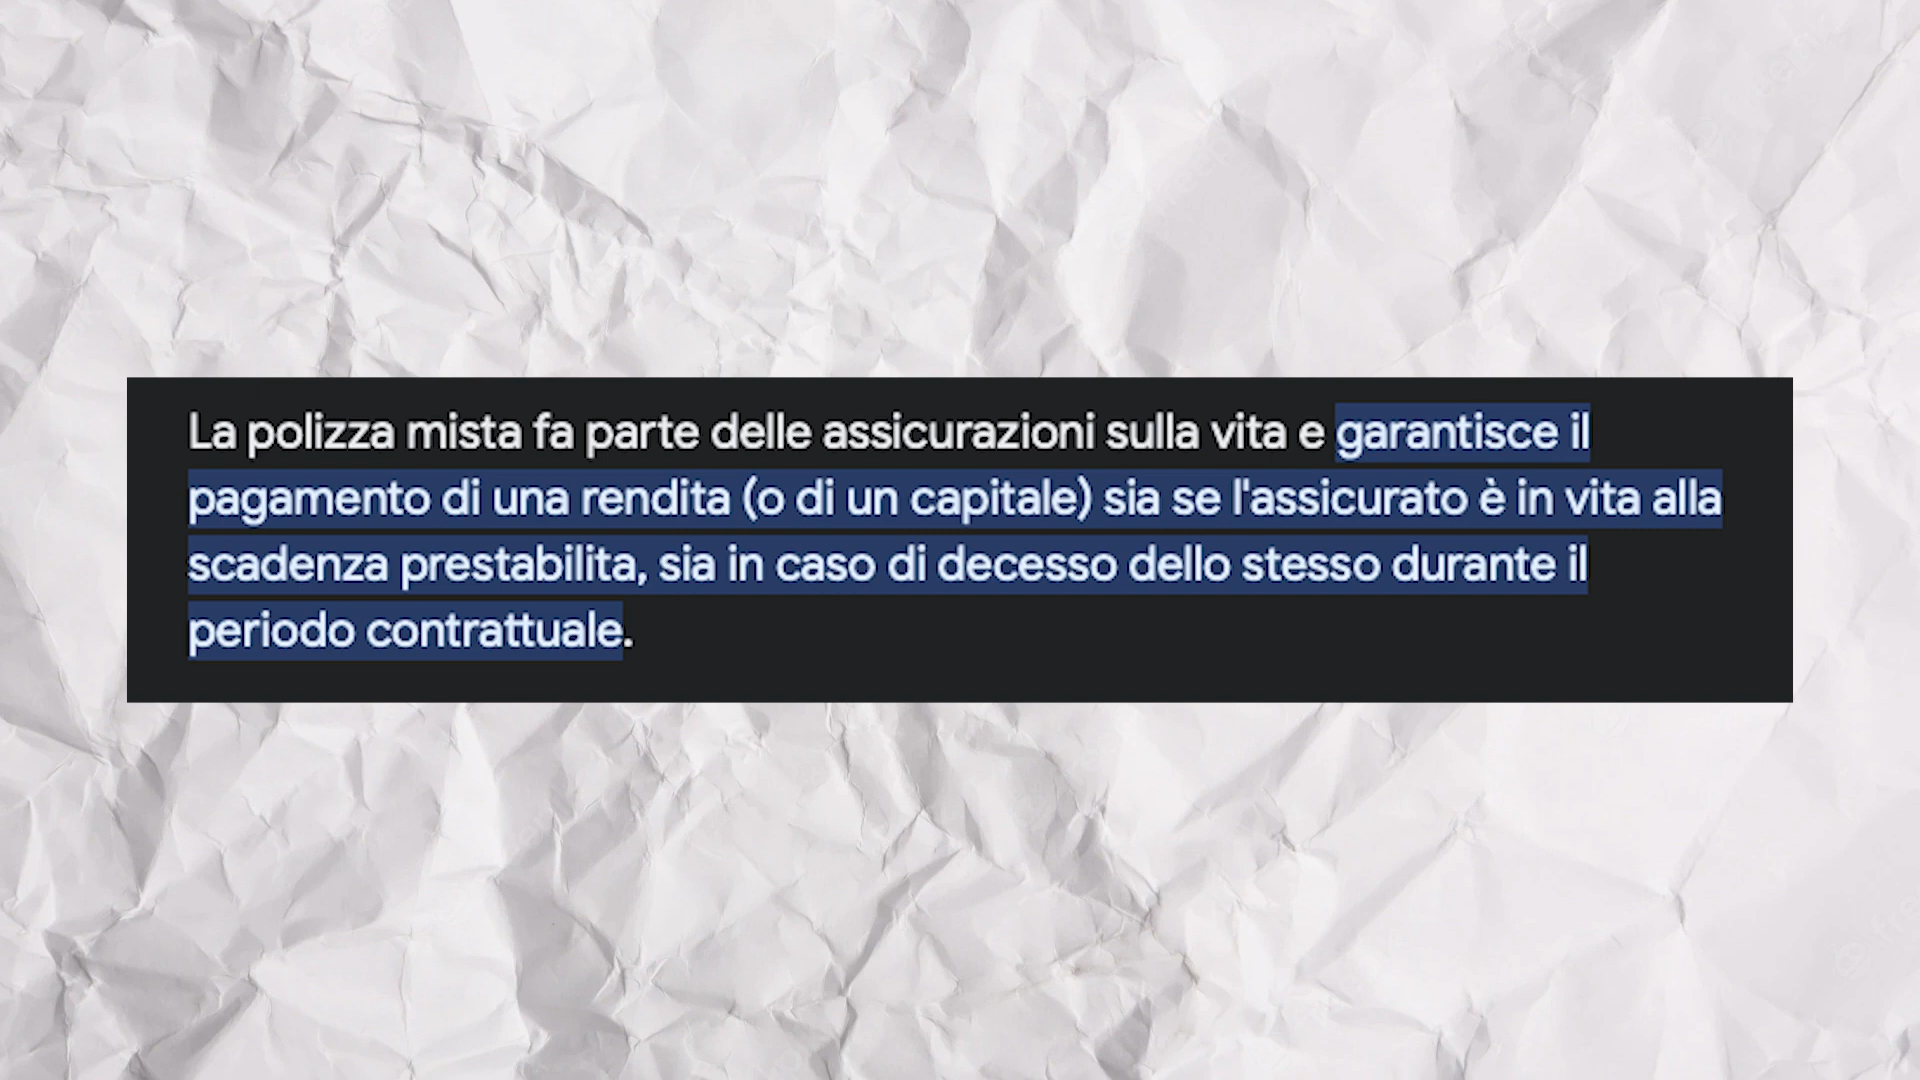 La polizza mista fa parte delle assicurazioni sulla vita e garantisce il
pagamento di una rendita (o di un capitale) sia se l'assicurato è in vita alla
scadenza prestabilita, sia in caso di decesso dello stesso durante il
periodo contrattuale.